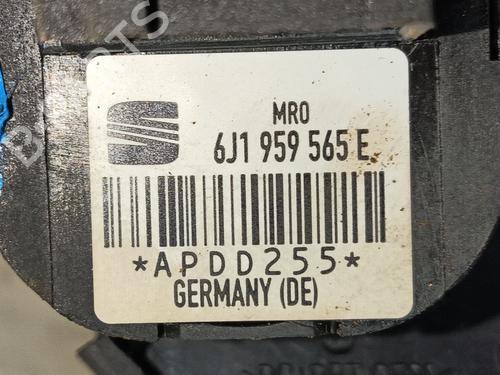 MRO
6J1 959 565 E
*APDD255*
GERMANY (DE)